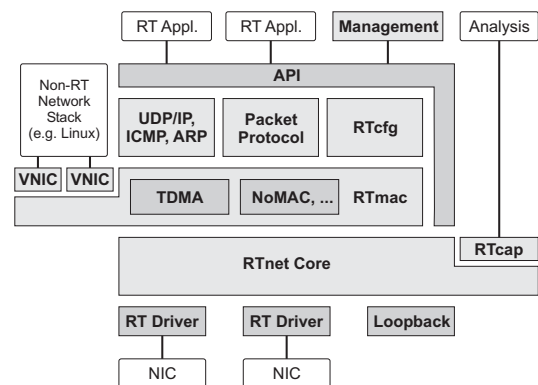 RT Appl.
RT Appl.
Management
Analysis
API
Non-RT
Network
Stack
(e.g. Linux)
UDP/IP,
ICMP, ARP
Packet
Protocol
RTcfg
VNIC
VNIC
TDMA
NoMAC, ...
RTmac
RTnet Core
RTcap
RT Driver
RT Driver
Loopback
NIC
NIC